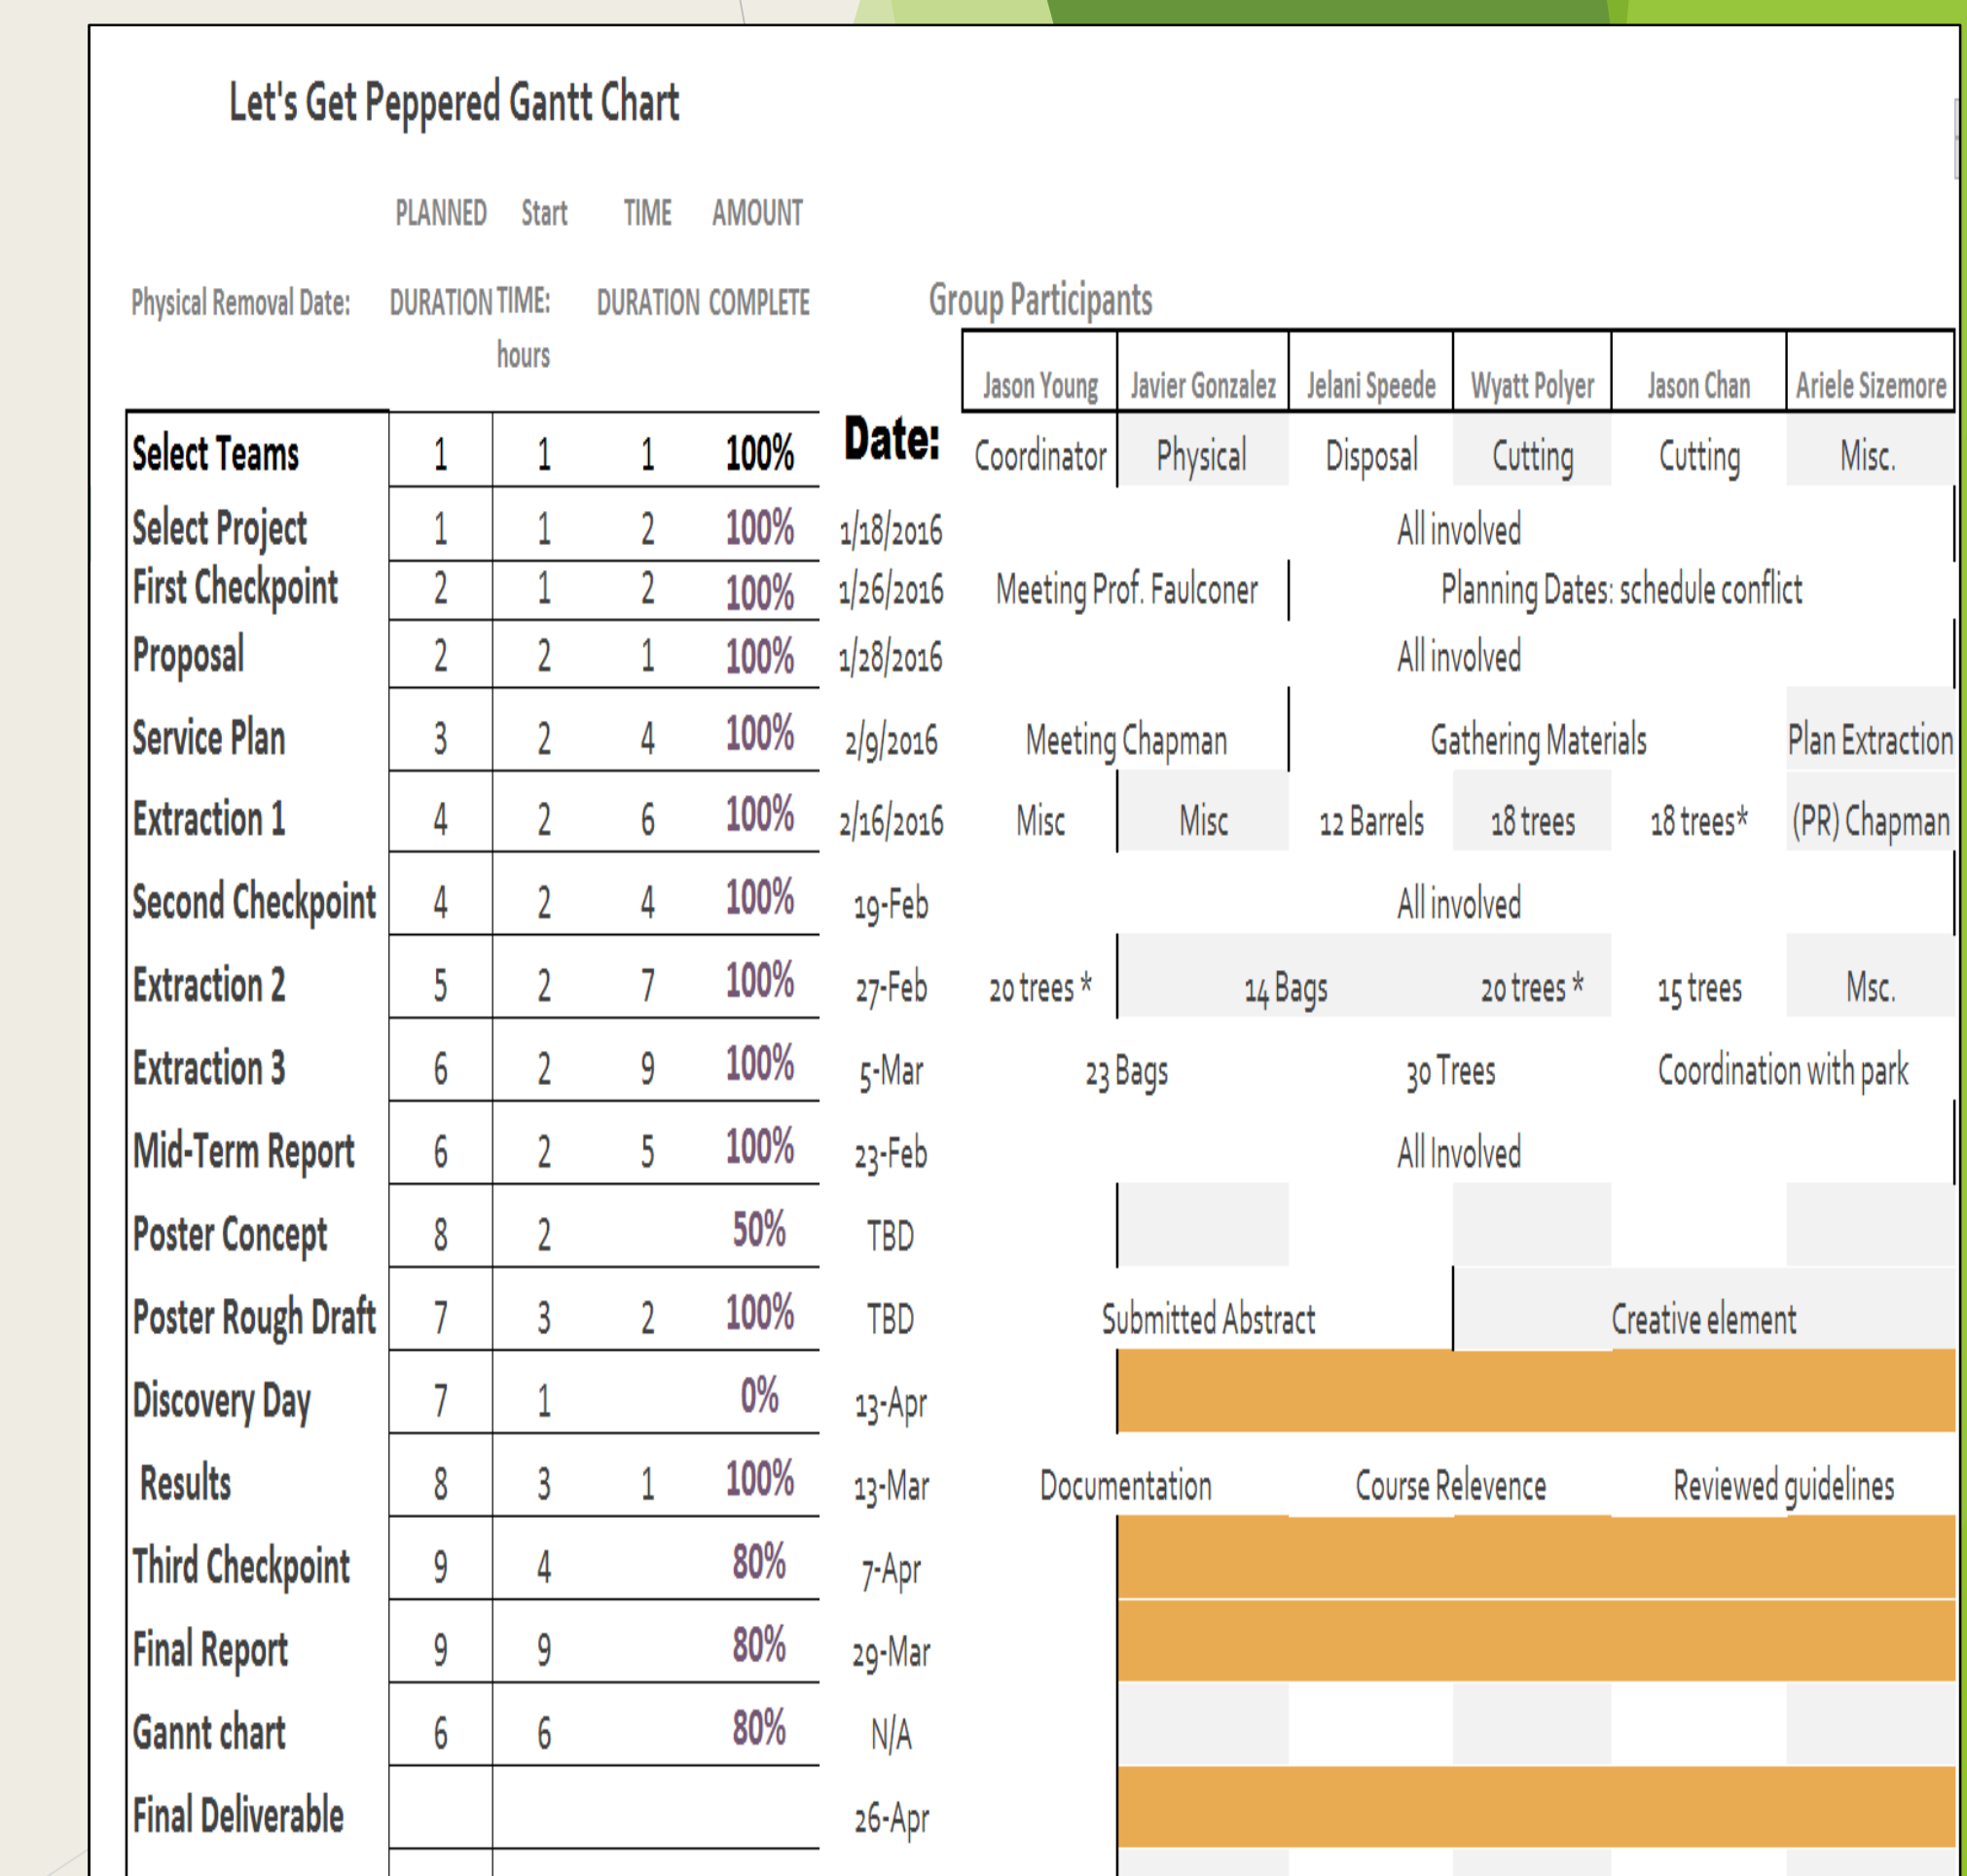 Let's Get Peppered Gantt Chart
PLANNED Start TIME AMOUNT
Physical Removal Date: DURATION TIME: DURATION COMPLETE Group Participants
hours
Jason Young Javier Gonzalez Jelani Speede Wyatt Polyer Jason Chan Ariele Sizemore
Select Teams 1 1 1 100% Date: Coordinator Physical Disposal Cutting Cutting Misc.
Select Project 1 1 2 100% 1/18/2016 All involved
First Checkpoint 2 1 2 100% 1/26/2016 Meeting Prof. Faulconer Planning Dates: schedule conflict
Proposal 2 2 1 100% 1/28/2016 All involved
Service Plan 3 2 4 100% 2/9/2016 Meeting Chapman Gathering Materials Plan Extraction
Extraction 1 4 2 6 100% 2/16/2016 Misc Misc 12 Barrels 18 trees 18 trees* (PR) Chapman
Second Checkpoint 4 2 4 100% 19-Feb All involved
Extraction 2 5 2 7 100% 27-Feb 20 trees * 14 Bags 20 trees * 15 trees Msc.
Extraction 3 6 2 9 100% 5-Mar 23 Bags 30 Trees Coordination with park
Mid-Term Report 6 2 5 100% 23-Feb All Involved
Poster Concept 8 2 50% TBD
Poster Rough Draft 7 3 2 100% TBD Submitted Abstract Creative element
Discovery Day 7 1 0% 13-Apr
Results 8 3 1 100% 13-Mar Documentation Course Relevence Reviewed guidelines
Third Checkpoint 9 4 80% 7-Apr
Final Report 9 9 80% 29-Mar
Gannt chart 6 6 80% N/A
Final Deliverable 26-Apr